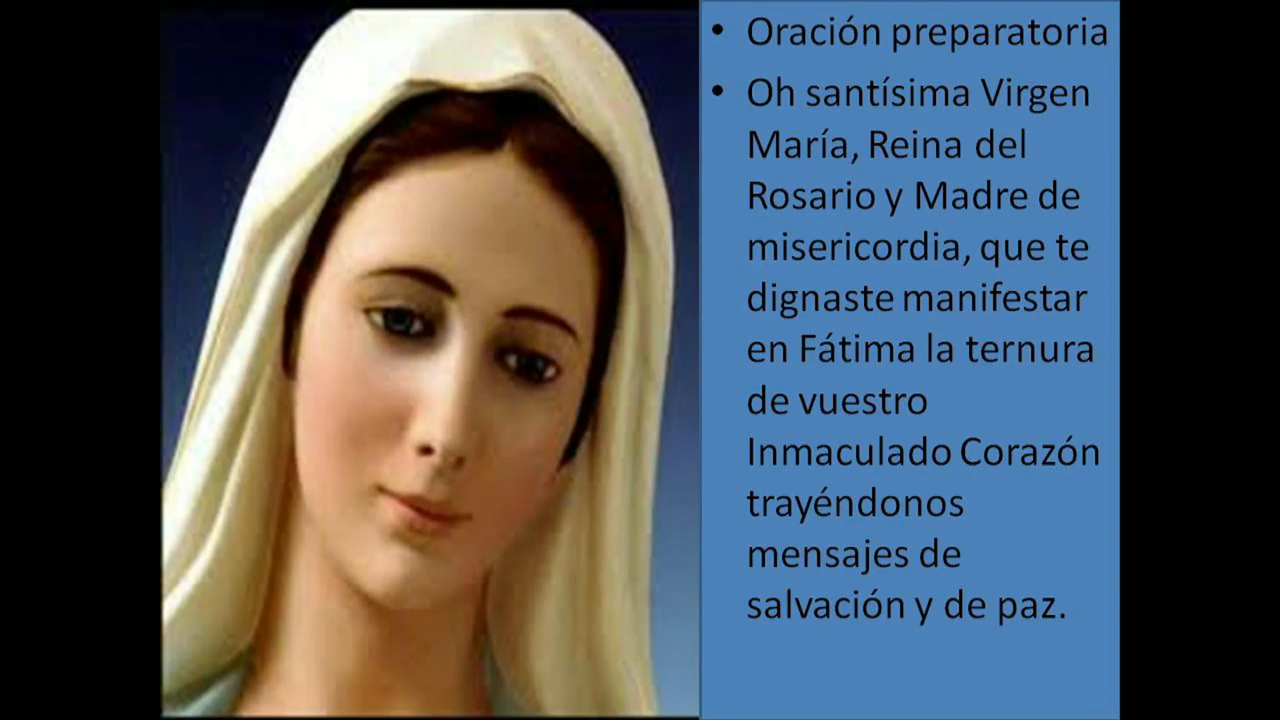 • Oración preparatoria
• Oh santísima Virgen
María, Reina del
Rosario y Madre de
misericordia, que te
dignaste manifestar
en Fátima la ternura
de vuestro
Inmaculado Corazón
trayéndonos
mensajes de
salvación y de paz.